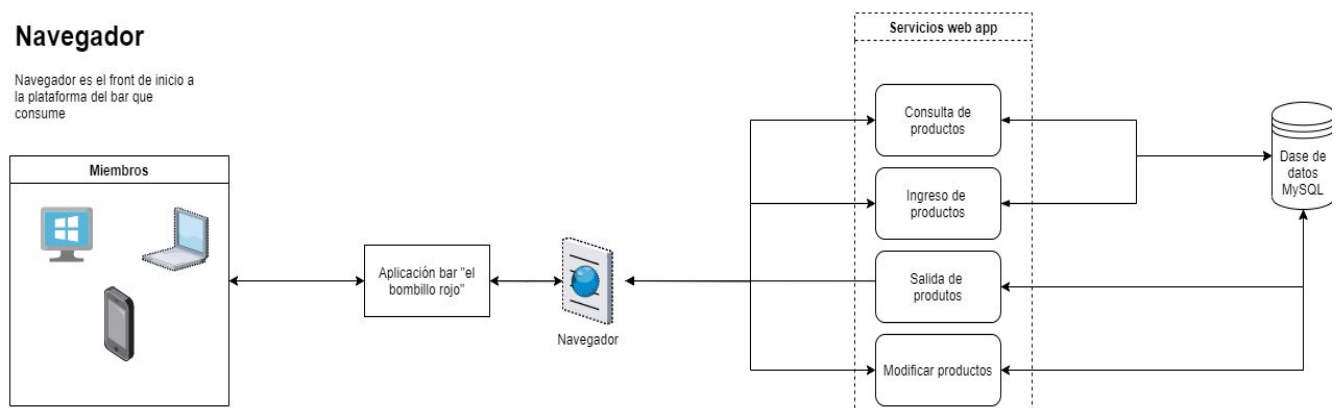 Navegador
Navegador es el front de inicio a
la plataforma del bar que
consume
Miembros
Aplicación bar "el
bombillo rojo"
Navegador
Servicios web app
Consulta de
productos
Ingreso de
productos
Salida de
produtos
Modificar productos
Dase de
datos
MySQL